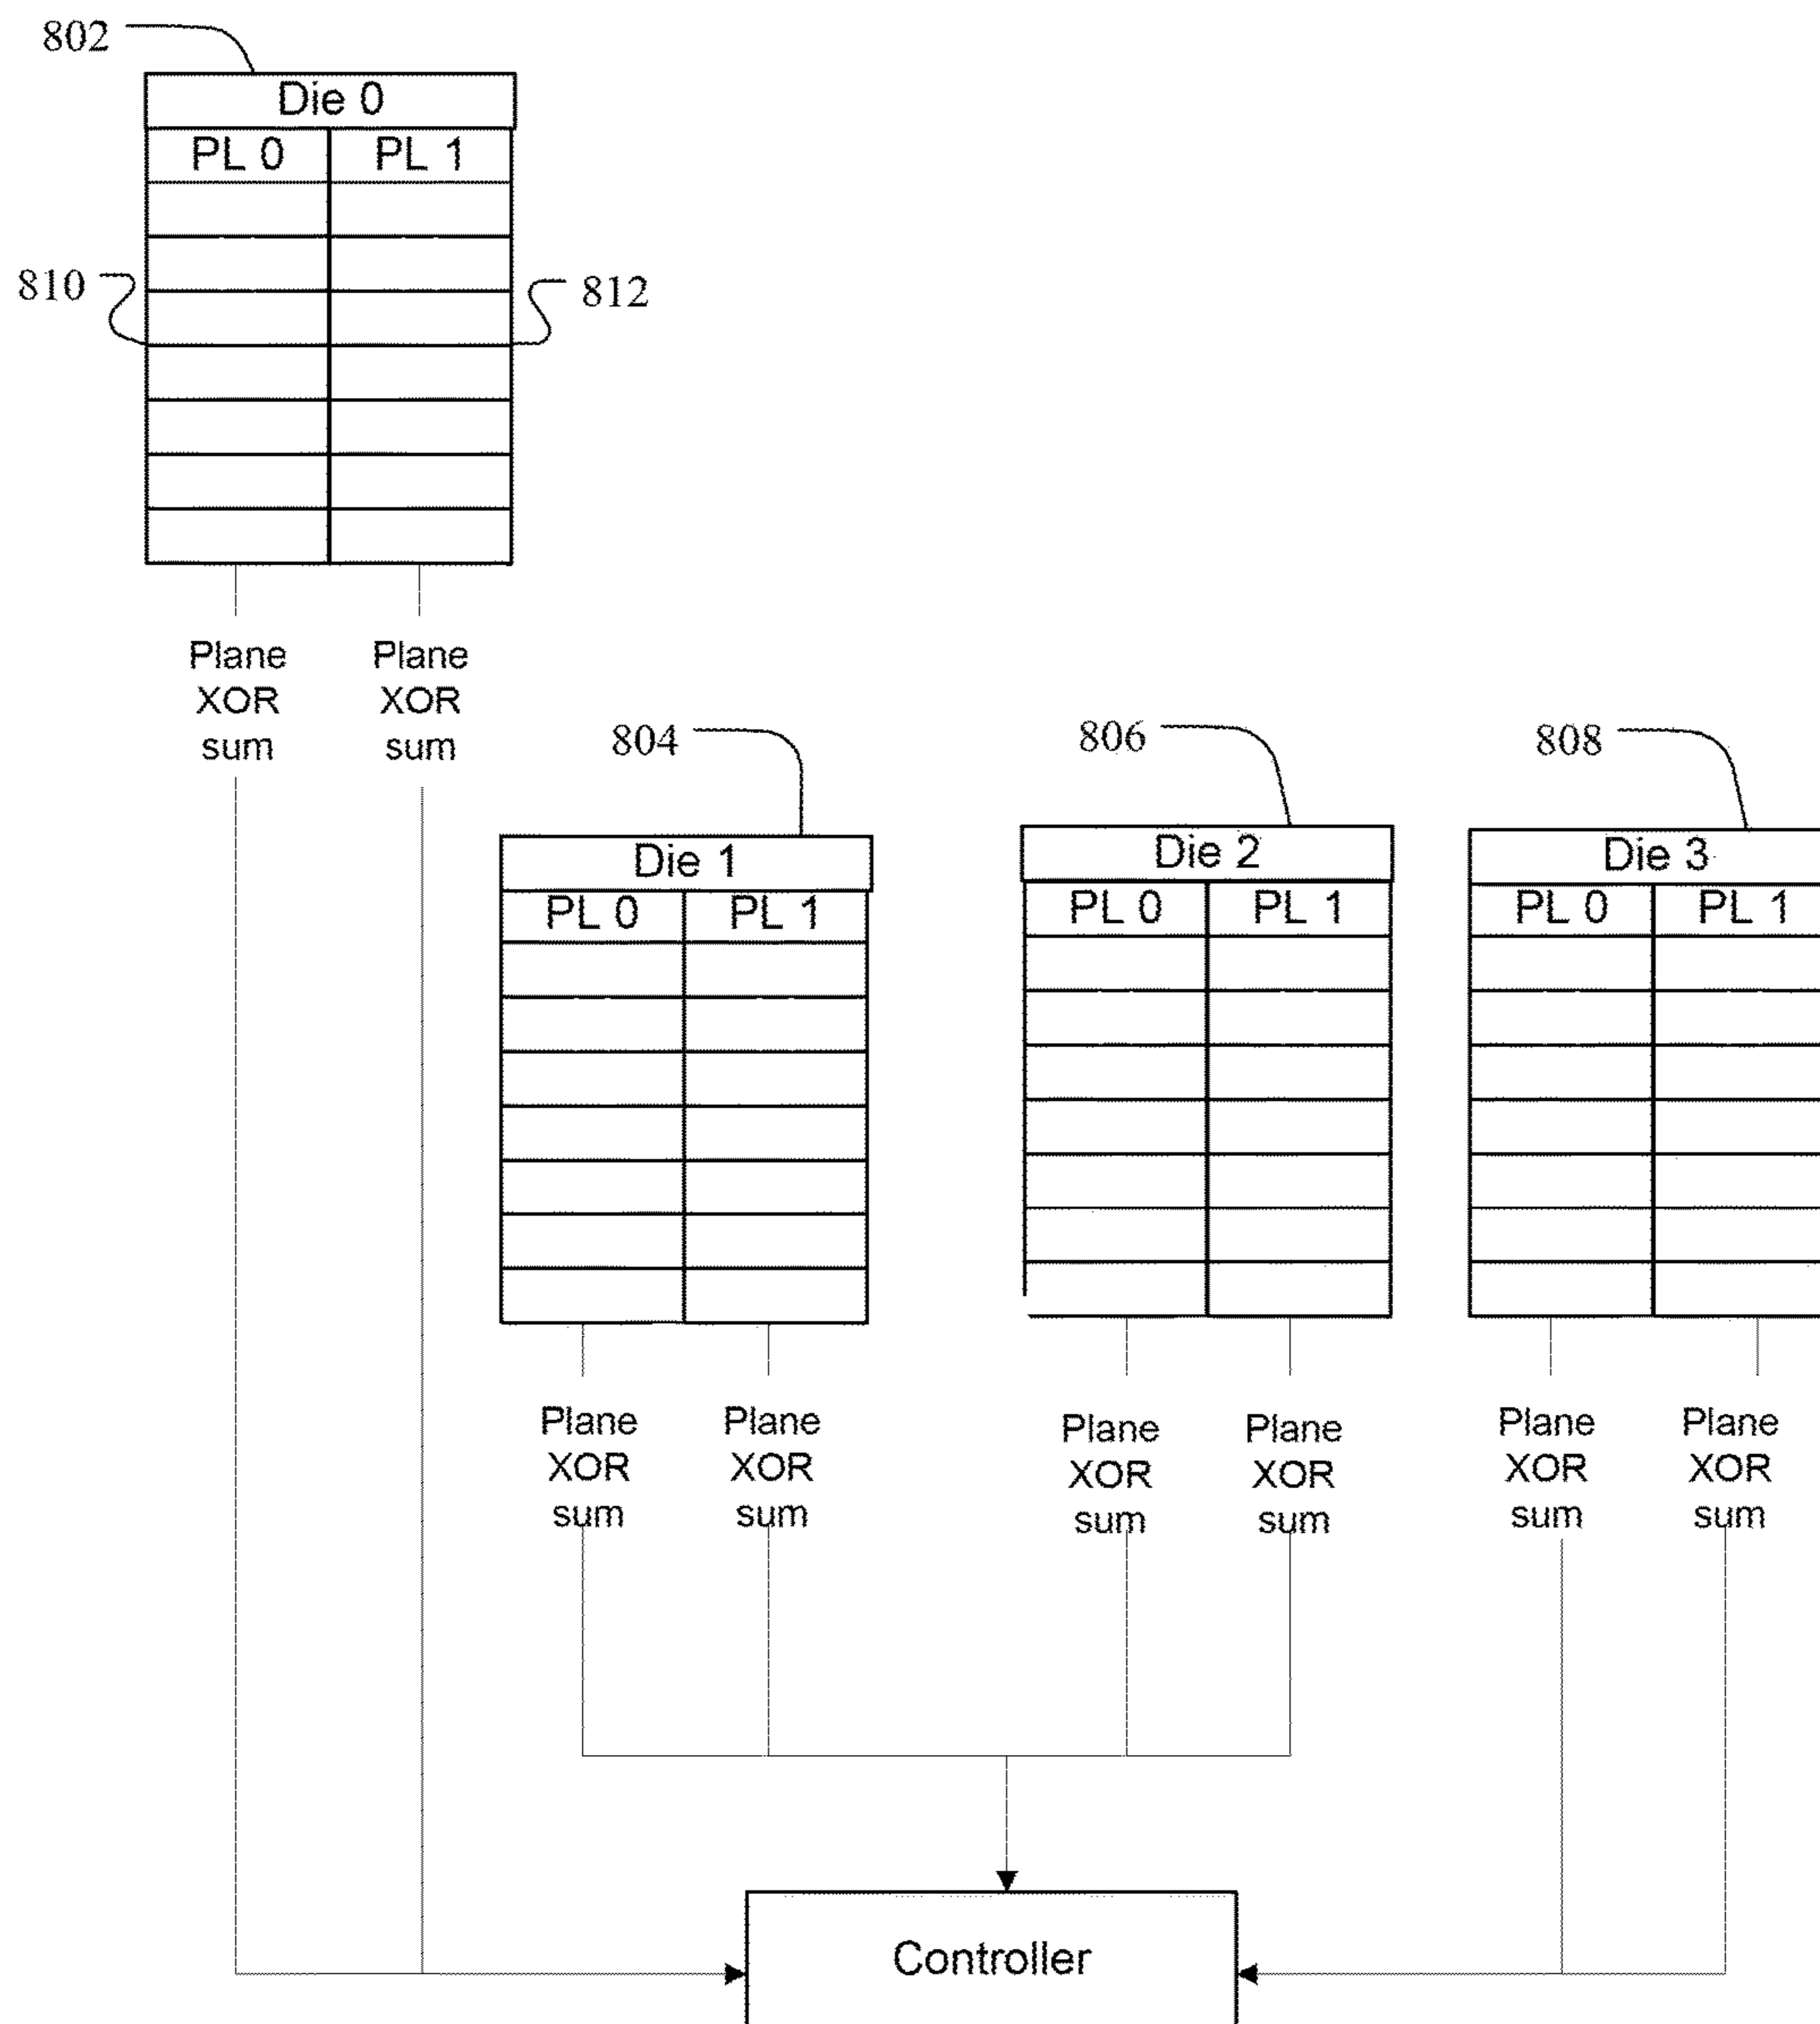 802
Die 0
PL 0 PL 1
810
812
Plane Plane
XOR XOR
sum sum
804
806
808
Die 1
Die 2
Die 3
PL 0 PL 1
PL 0 PL 1
PL 0 PL 1
Plane Plane
XOR XOR
sum sum
Plane Plane
XOR XOR
sum sum
Plane Plane
XOR XOR
sum sum
Controller